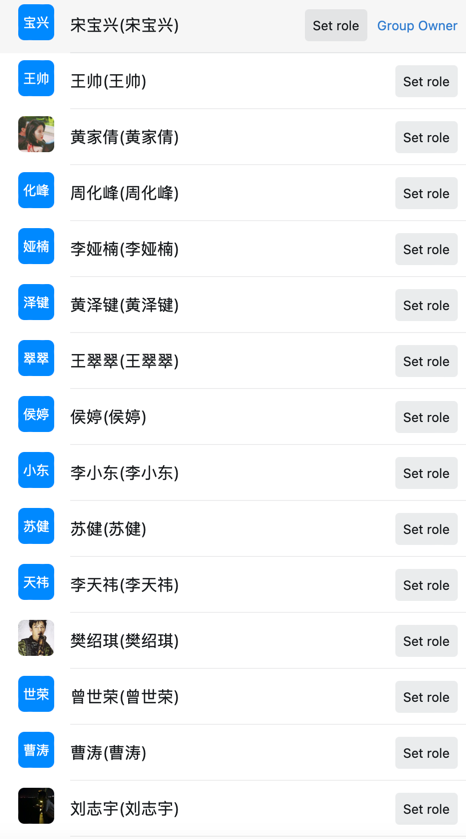 宝兴 宋宝兴(宋宝兴) Set role Group Owner
王帅 王帅(王帅) Set role
黄家倩(黄家倩) Set role
化峰 周化峰(周化峰) Set role
娅楠 李娅楠(李娅楠) Set role
泽键 黄泽键(黄泽键) Set role
翠翠 王翠翠(王翠翠) Set role
侯婷 侯婷(侯婷) Set role
小东 李小东(李小东) Set role
苏健 苏健(苏健) Set role
天祎 李天祎(李天祎) Set role
樊绍琪(樊绍琪) Set role
世荣 曾世荣(曾世荣) Set role
曹涛 曹涛(曹涛) Set role
刘志宇(刘志宇) Set role